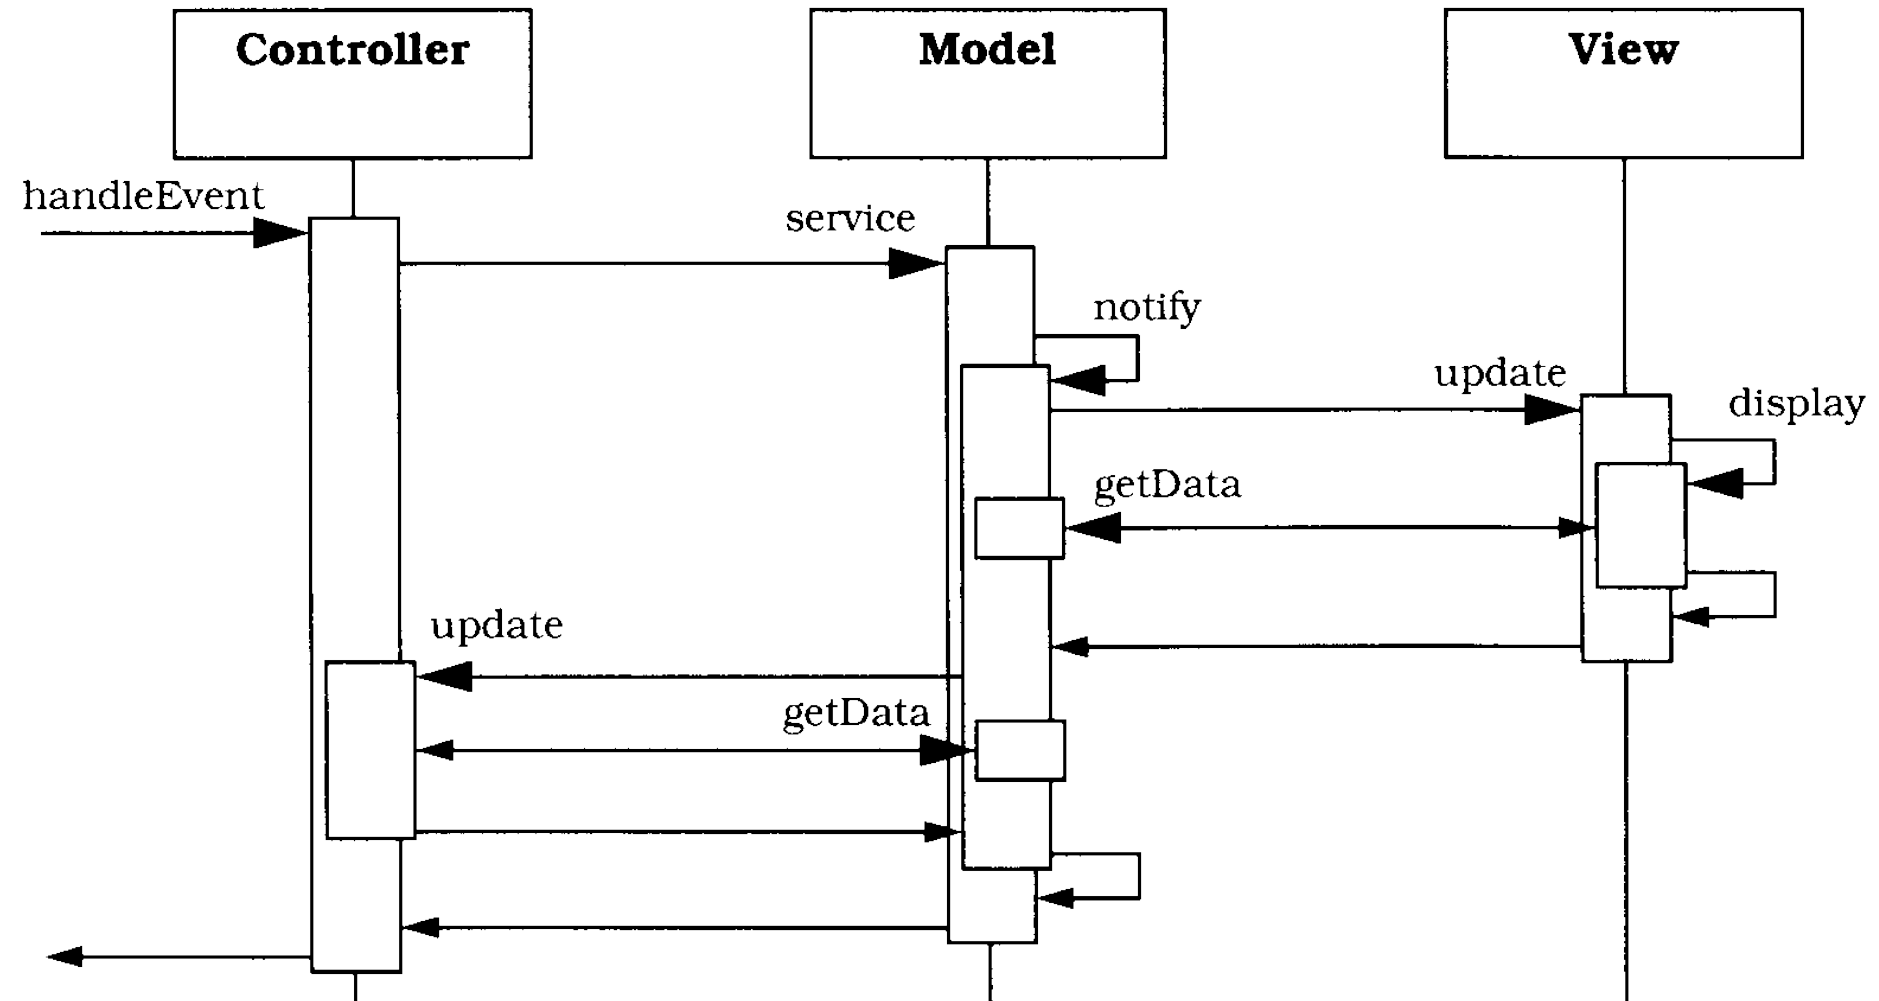 Controller
Model
View
handleEvent
service
notify
update
display
getData
update
getData